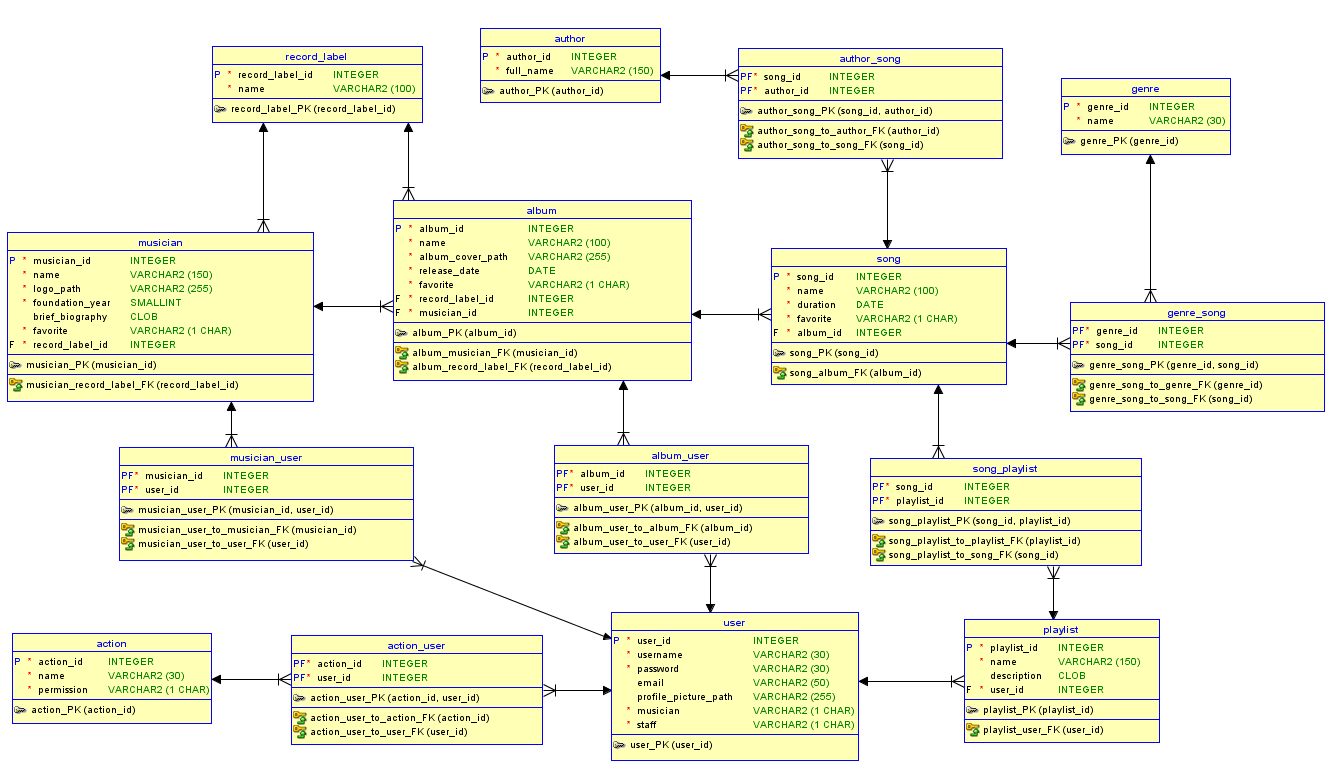 record_label
P * record_label_id INTEGER
* name VARCHAR2 (100)
record_label_PK (record_label_id)
author
P * author_id INTEGER
* full_name VARCHAR2 (150)
author_PK (author_id)
author_song
PF* song_id INTEGER
PF* author_id INTEGER
author_song_PK (song_id, author_id)
author_song_to_author_FK (author_id)
author_song_to_song_FK (song_id)
genre
P * genre_id INTEGER
* name VARCHAR2 (30)
genre_PK (genre_id)
musician
P * musician_id INTEGER
* name VARCHAR2 (150)
* logo_path VARCHAR2 (255)
* foundation_year SMALLINT
brief_biography CLOB
* favorite VARCHAR2 (1 CHAR)
F * record_label_id INTEGER
musician_PK (musician_id)
musician_record_label_FK (record_label_id)
album
P * album_id INTEGER
* name VARCHAR2 (100)
* album_cover_path VARCHAR2 (255)
* release_date DATE
* favorite VARCHAR2 (1 CHAR)
F * record_label_id INTEGER
F * musician_id INTEGER
album_PK (album_id)
album_musician_FK (musician_id)
album_record_label_FK (record_label_id)
song
P * song_id INTEGER
* name VARCHAR2 (100)
* duration DATE
* favorite VARCHAR2 (1 CHAR)
F * album_id INTEGER
song_PK (song_id)
song_album_FK (album_id)
genre_song
PF* genre_id INTEGER
PF* song_id INTEGER
genre_song_PK (genre_id, song_id)
genre_song_to_genre_FK (genre_id)
genre_song_to_song_FK (song_id)
musician_user
PF* musician_id INTEGER
PF* user_id INTEGER
musician_user_PK (musician_id, user_id)
musician_user_to_musician_FK (musician_id)
musician_user_to_user_FK (user_id)
album_user
PF* album_id INTEGER
PF* user_id INTEGER
album_user_PK (album_id, user_id)
album_user_to_album_FK (album_id)
album_user_to_user_FK (user_id)
song_playlist
PF* song_id INTEGER
PF* playlist_id INTEGER
song_playlist_PK (song_id, playlist_id)
song_playlist_to_playlist_FK (playlist_id)
song_playlist_to_song_FK (song_id)
action
P * action_id INTEGER
* name VARCHAR2 (30)
* permission VARCHAR2 (1 CHAR)
action_PK (action_id)
action_user
PF* action_id INTEGER
PF* user_id INTEGER
action_user_PK (action_id, user_id)
action_user_to_action_FK (action_id)
action_user_to_user_FK (user_id)
user
P * user_id INTEGER
* username VARCHAR2 (30)
* password VARCHAR2 (30)
email VARCHAR2 (50)
profile_picture_path VARCHAR2 (255)
* musician VARCHAR2 (1 CHAR)
* staff VARCHAR2 (1 CHAR)
user_PK (user_id)
playlist
P * playlist_id INTEGER
* name VARCHAR2 (150)
description CLOB
F * user_id INTEGER
playlist_PK (playlist_id)
playlist_user_FK (user_id)